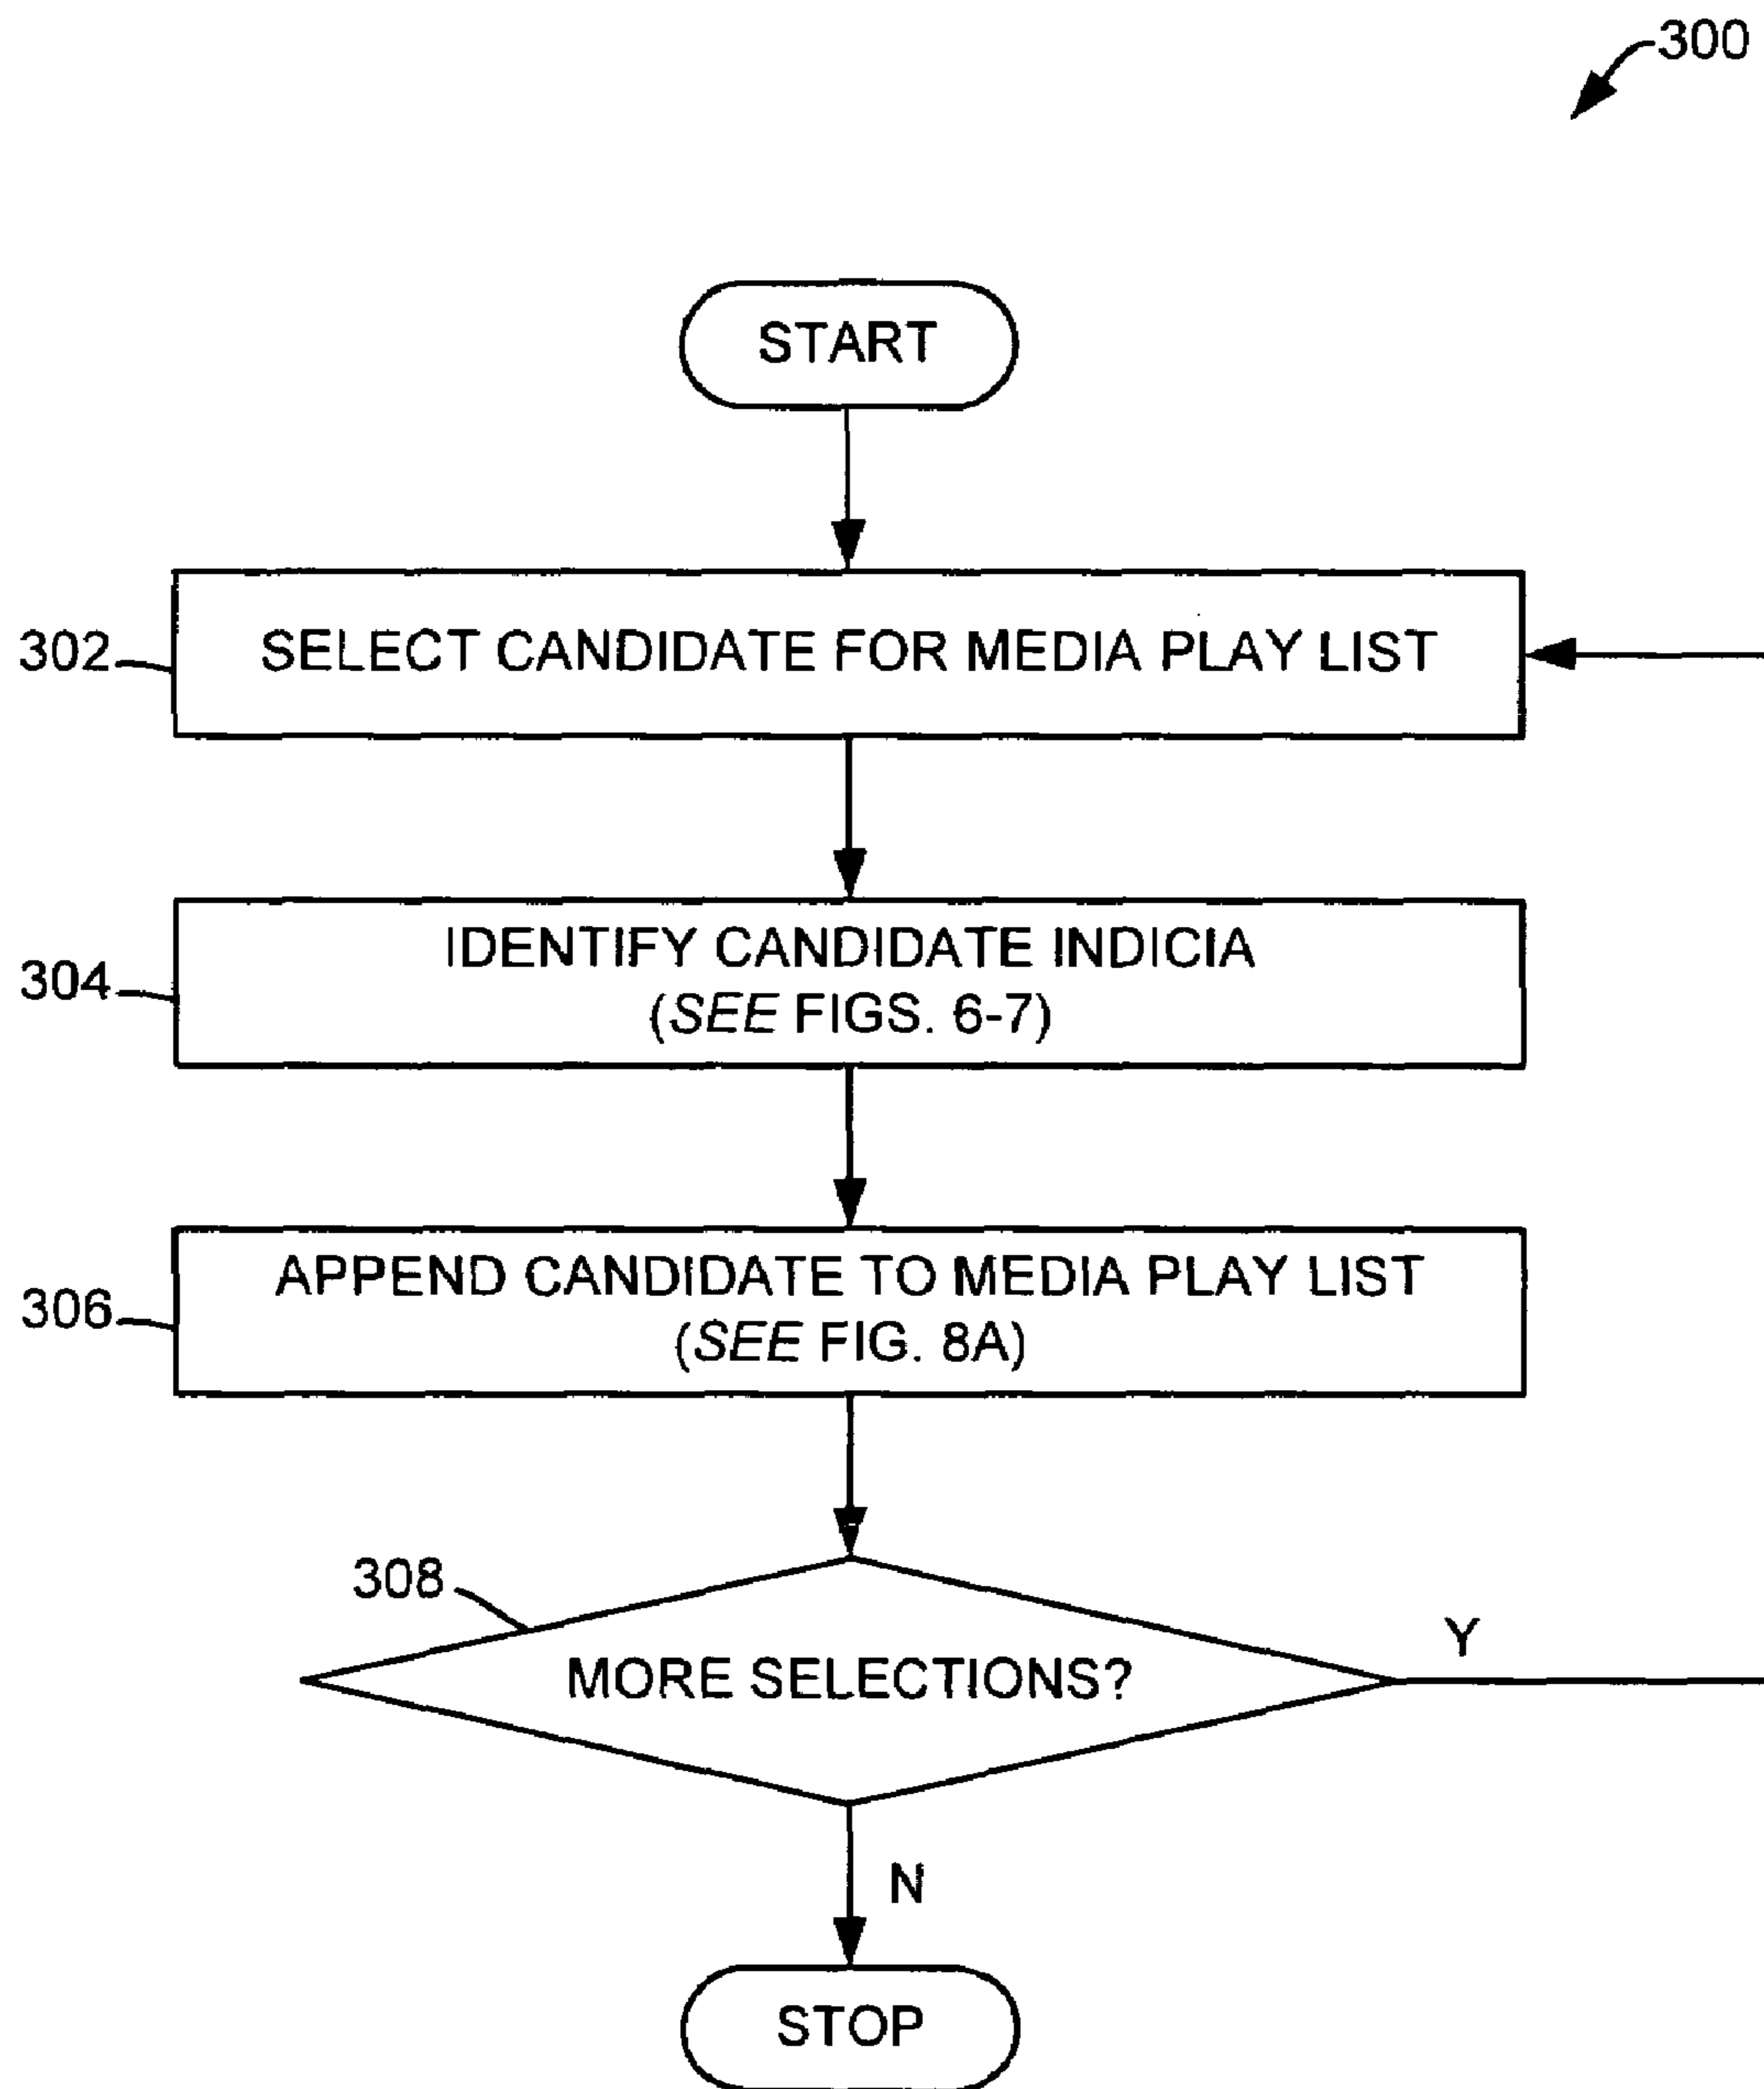 300
START
302
SELECT CANDIDATE FOR MEDIA PLAY LIST
304
IDENTIFY CANDIDATE INDICIA
(SEE FIGS. 6-7)
306
APPEND CANDIDATE TO MEDIA PLAY LIST
(SEE FIG. 8A)
308
MORE SELECTIONS?
Y
N
STOP